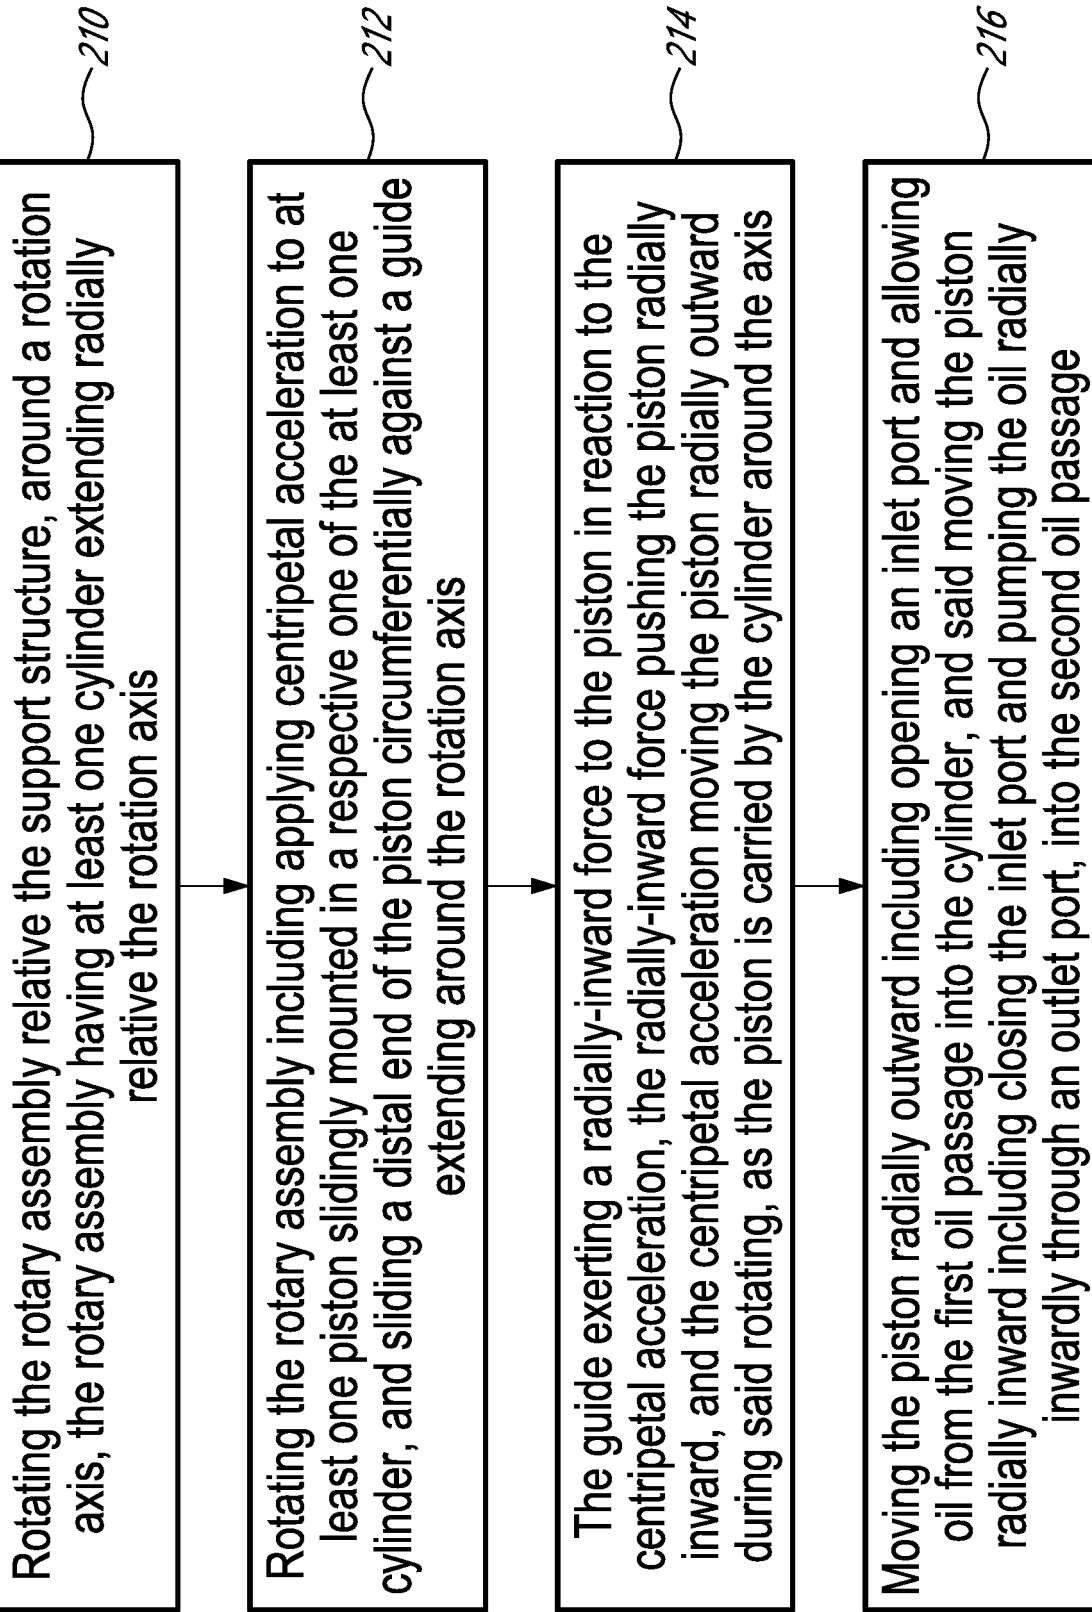 Rotating the rotary assembly relative the support structure, around a rotation
axis, the rotary assembly having at least one cylinder extending radially
relative the rotation axis
210
Rotating the rotary assembly including applying centripetal acceleration to at
least one piston slidingly mounted in a respective one of the at least one
cylinder, and sliding a distal end of the piston circumferentially against a guide
extending around the rotation axis
212
The guide exerting a radially-inward force to the piston in reaction to the
centripetal acceleration, the radially-inward force pushing the piston radially
inward, and the centripetal acceleration moving the piston radially outward
during said rotating, as the piston is carried by the cylinder around the axis
214
Moving the piston radially outward including opening an inlet port and allowing
oil from the first oil passage into the cylinder, and said moving the piston
radially inward including closing the inlet port and pumping the oil radially
inwardly through an outlet port, into the second oil passage
216